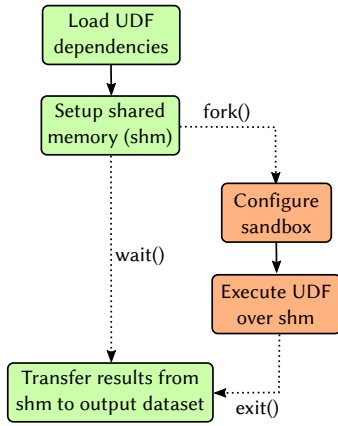 Load UDF
dependencies
Setup shared
memory (shm)
fork()
Configure
sandbox
wait()
Execute UDF
over shm
Transfer results from
shm to output dataset
exit()